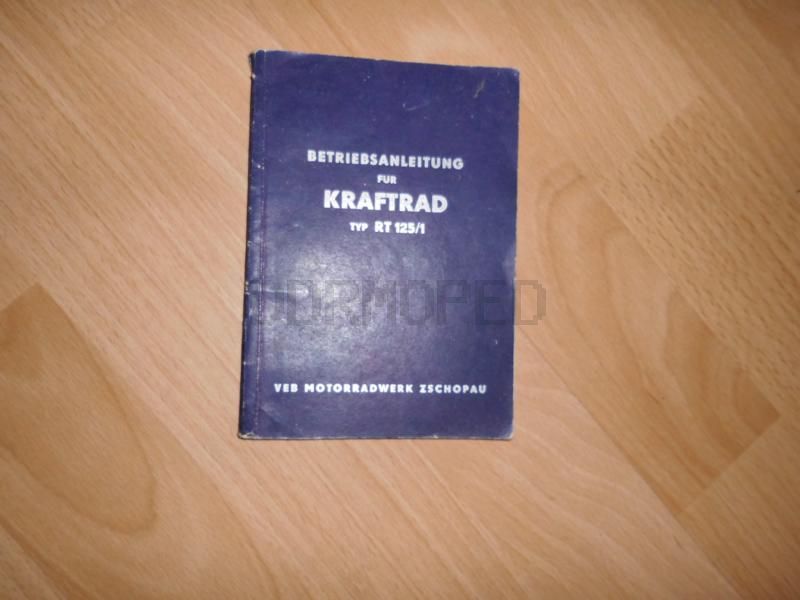 BETRIEBSANLEITUNG
FÜR
KRAFTRAD
TYP RT 125/1
DDRMOPED
VEB MOTORRADWERK ZSCHOPAU